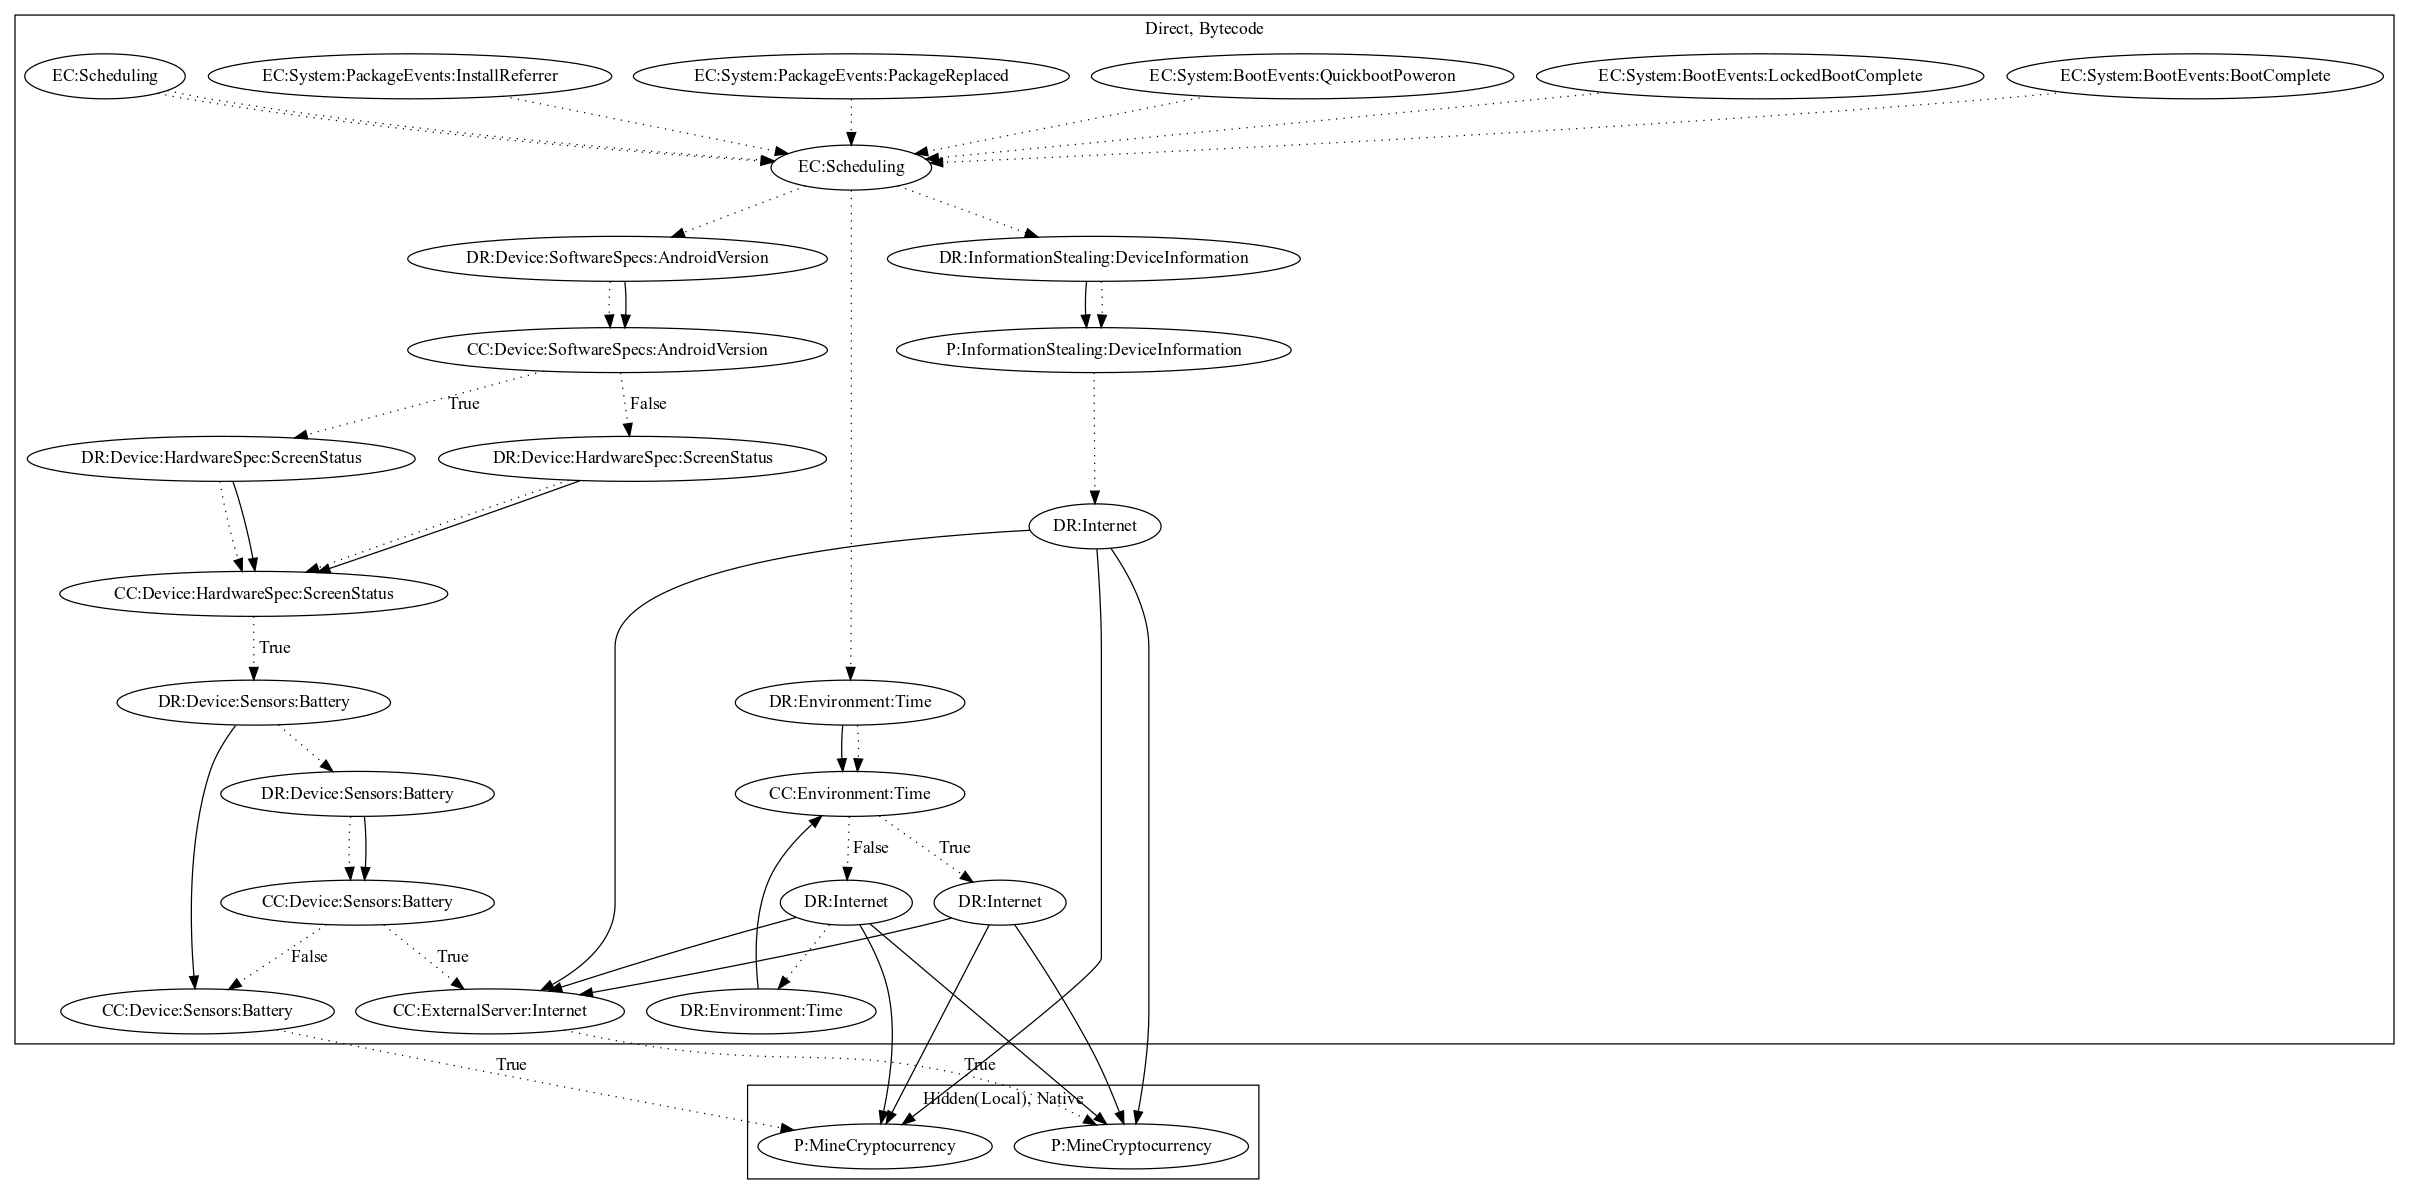 Direct, Bytecode
EC:Scheduling
EC:System:PackageEvents:InstallReferrer
EC:System:PackageEvents:PackageReplaced
EC:System:BootEvents:QuickbootPoweron
EC:System:BootEvents:LockedBootComplete
EC:System:BootEvents:BootComplete
EC:Scheduling
DR:Device:SoftwareSpecs:AndroidVersion
DR:InformationStealing:DeviceInformation
CC:Device:SoftwareSpecs:AndroidVersion
P:InformationStealing:DeviceInformation
True
False
DR:Device:HardwareSpec:ScreenStatus
DR:Device:HardwareSpec:ScreenStatus
DR:Internet
CC:Device:HardwareSpec:ScreenStatus
True
DR:Device:Sensors:Battery
DR:Environment:Time
DR:Device:Sensors:Battery
CC:Environment:Time
False
True
CC:Device:Sensors:Battery
DR:Internet
DR:Internet
False
True
CC:Device:Sensors:Battery
CC:ExternalServer:Internet
DR:Environment:Time
True
True
Hidden(Local), Native
P:MineCryptocurrency
P:MineCryptocurrency